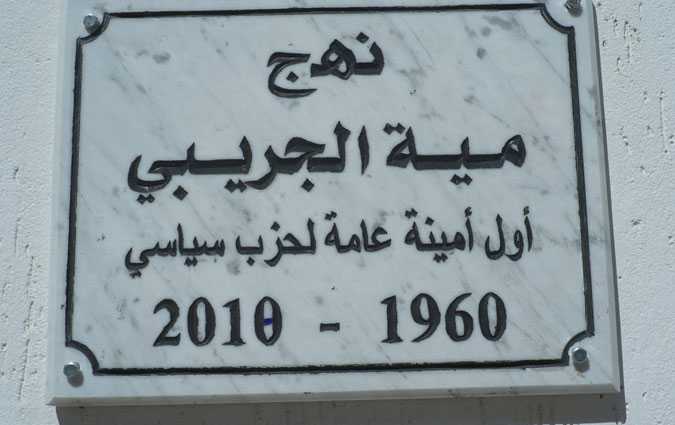 نهج
مية الجريبي
أول أمينة عامة لحزب سياسي
1960 - 2010